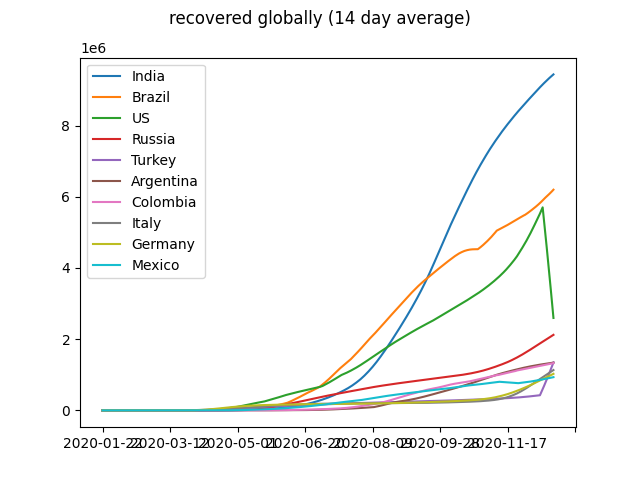 recovered globally (14 day average)
1e6
India
Brazil
US
Russia
Turkey
Argentina
Colombia
Italy
Germany
Mexico
8
6
4
2
0
2020-01-22 2020-03-12 2020-05-01 2020-06-20 2020-08-09 2020-09-28 2020-11-17